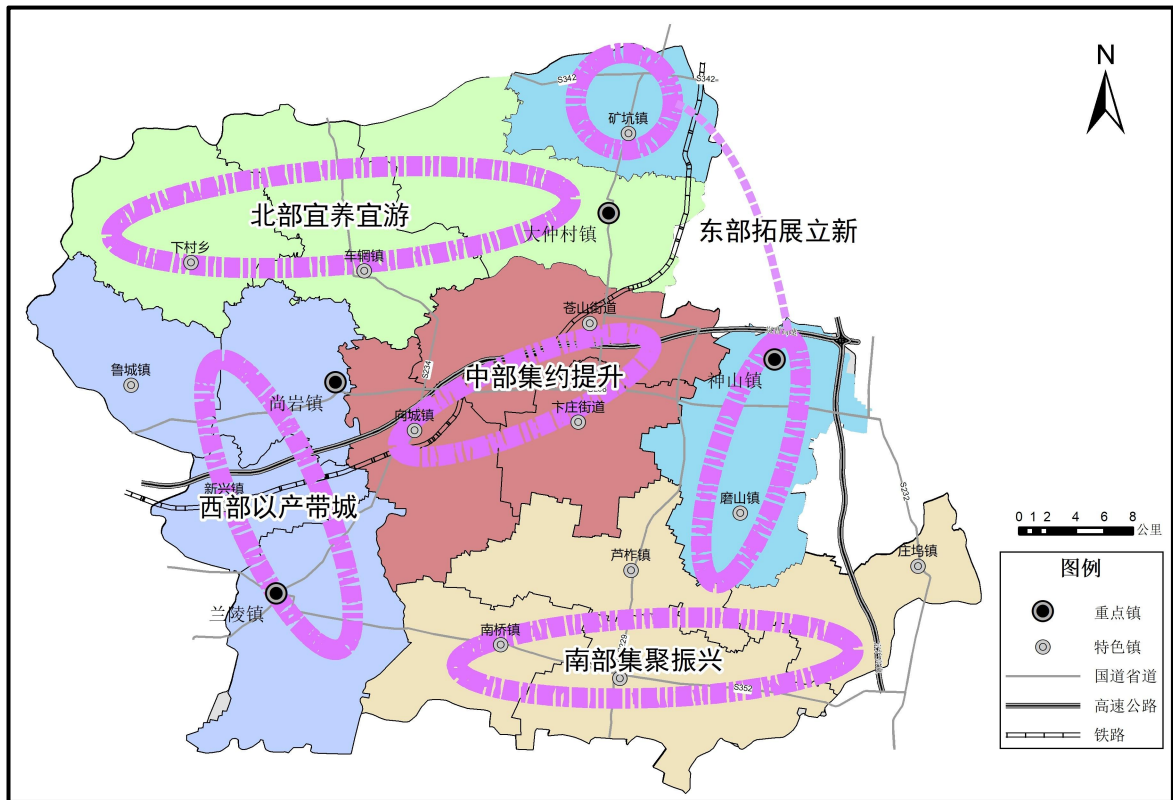 N
S342
S342
矿坑镇
北部宜养宜游
大仲村镇
东部拓展立新
下村乡
车辋镇
苍山街道
鲁城镇
尚岩镇
S234
中部集约提升
神山镇
向城镇
卞庄街道
新兴镇
西部以产带城
磨山镇
S232
0 1 2 4 6 8
公里
芦柞镇
庄坞镇
图例
兰陵镇
重点镇
南桥镇
特色镇
南部集聚振兴
S352
国道省道
高速公路
铁路